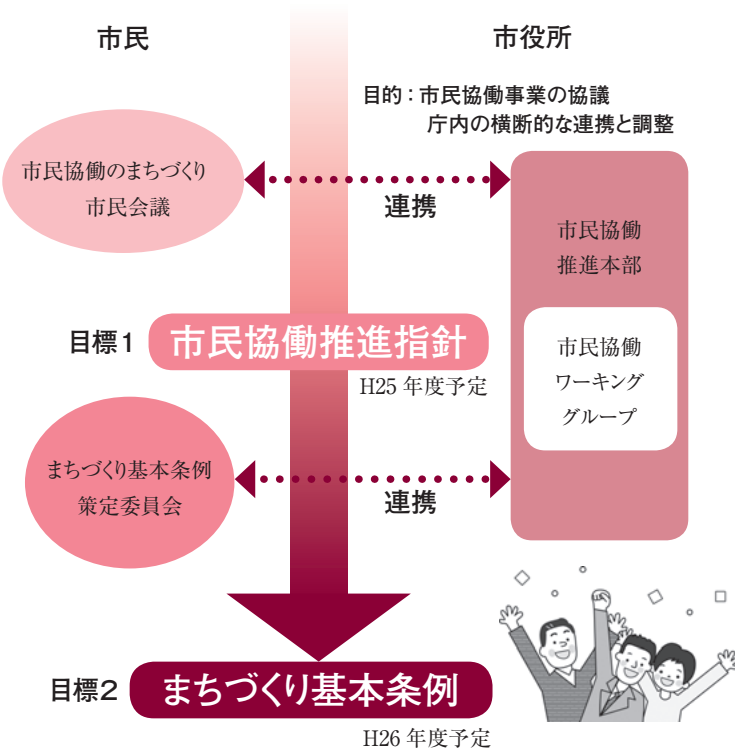 市民
市役所
目的：市民協働事業の協議
庁内の横断的な連携と調整
市民協働のまちづくり
市民会議
連携
市民協働
推進本部
目標1
市民協働推進指針
H25 年度予定
市民協働
ワーキング
グループ
まちづくり基本条例
策定委員会
連携
目標2
まちづくり基本条例
H26 年度予定